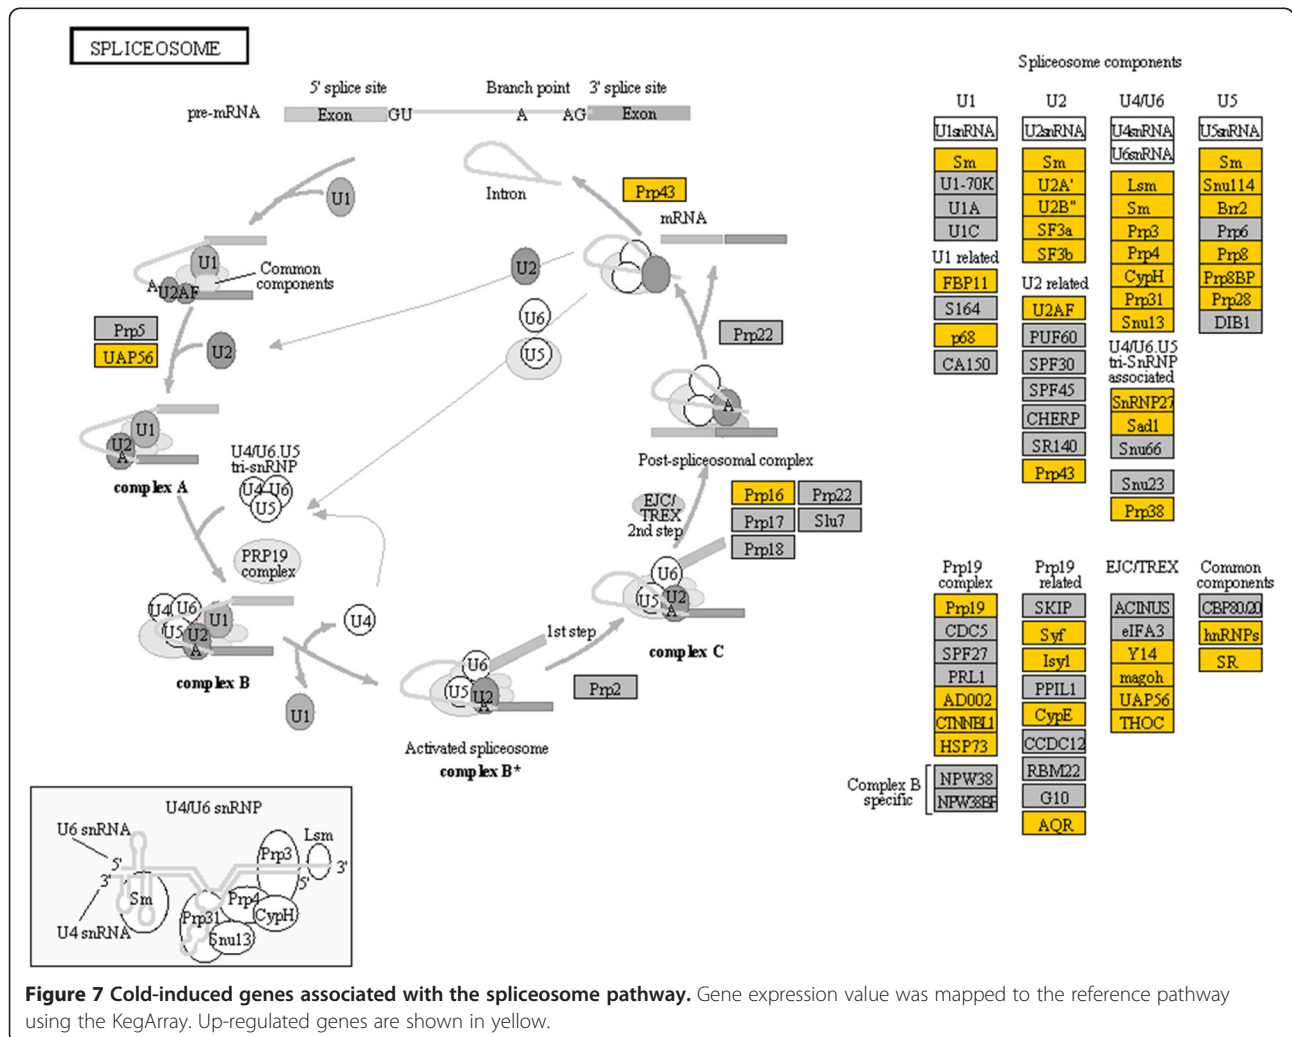 SPLICEOSOME
5' splice site
Branch point
3' splice site
pre-mRNA
Exon
GU
A
AG
Exon
U1
Intron
Prp43
mRNA
U1
A
U2AF
Common
components
U2
U6
U5
Prp5
UAP56
U2
Prp22
U1
U2
A
complex A
U4/U6.U5
tri-snRNP
U4 U6
U5
A
Post-spliceosomal complex
PRP19
complex
EJC/
TREX
2nd step
Prp16
Prp22
Prp17
Slu7
Prp18
U4 U6
U5
U1
U2
A
complex B
U4
U1
U6
U5
U2
A
complex C
1st step
U6
U5
U2
A
Prp2
Activated spliceosome
complex B*
U4/U6 snRNP
U6 snRNA
5'
3'
Sm
U4 snRNA
Prp3
Lsm
3'
5'
Prp4
CypH
Prp31
Snu13
Spliceosome components
U1
U1snRNA
Sm
U1-70K
U1A
U1C
U1 related
FBP11
S164
p68
CA150
U2
U2snRNA
Sm
U2A'
U2B"
SF3a
SF3b
U2 related
U2AF
PUF60
SPF30
SPF45
CHERP
SR140
Prp43
U4/U6
U4snRNA
U6snRNA
Lsm
Sm
Prp3
Prp4
CypH
Prp31
Snu13
U4/U6.U5
tri-SnRNP
associated
SnRNP27
Sad1
Snu66
Snu23
Prp38
U5
U5snRNA
Sm
Snu114
Brr2
Prp6
Prp8
Prp8BP
Prp28
DIB1
Prp19
complex
Prp19
CDC5
SPF27
PRL1
AD002
CTNNBL1
HSP73
Complex B
specific
NPW38
NPW38BP
Prp19
related
SKIP
Syf
Isy1
PPIL1
CypE
CCDC12
RBM22
G10
AQR
EJC/TREX
ACINUS
eIFA3
Y14
magoh
UAP56
THOC
Common
components
CBP80/20
hnRNPs
SR
Figure 7 Cold-induced genes associated with the spliceosome pathway. Gene expression value was mapped to the reference pathway
using the KegArray. Up-regulated genes are shown in yellow.